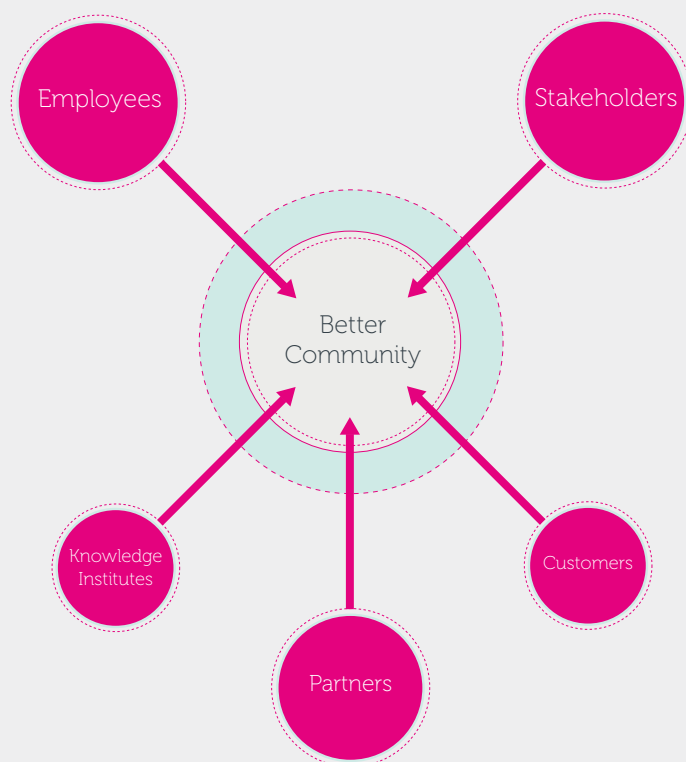 Employees
Stakeholders
Better
Community
Knowledge
Institutes
Customers
Partners